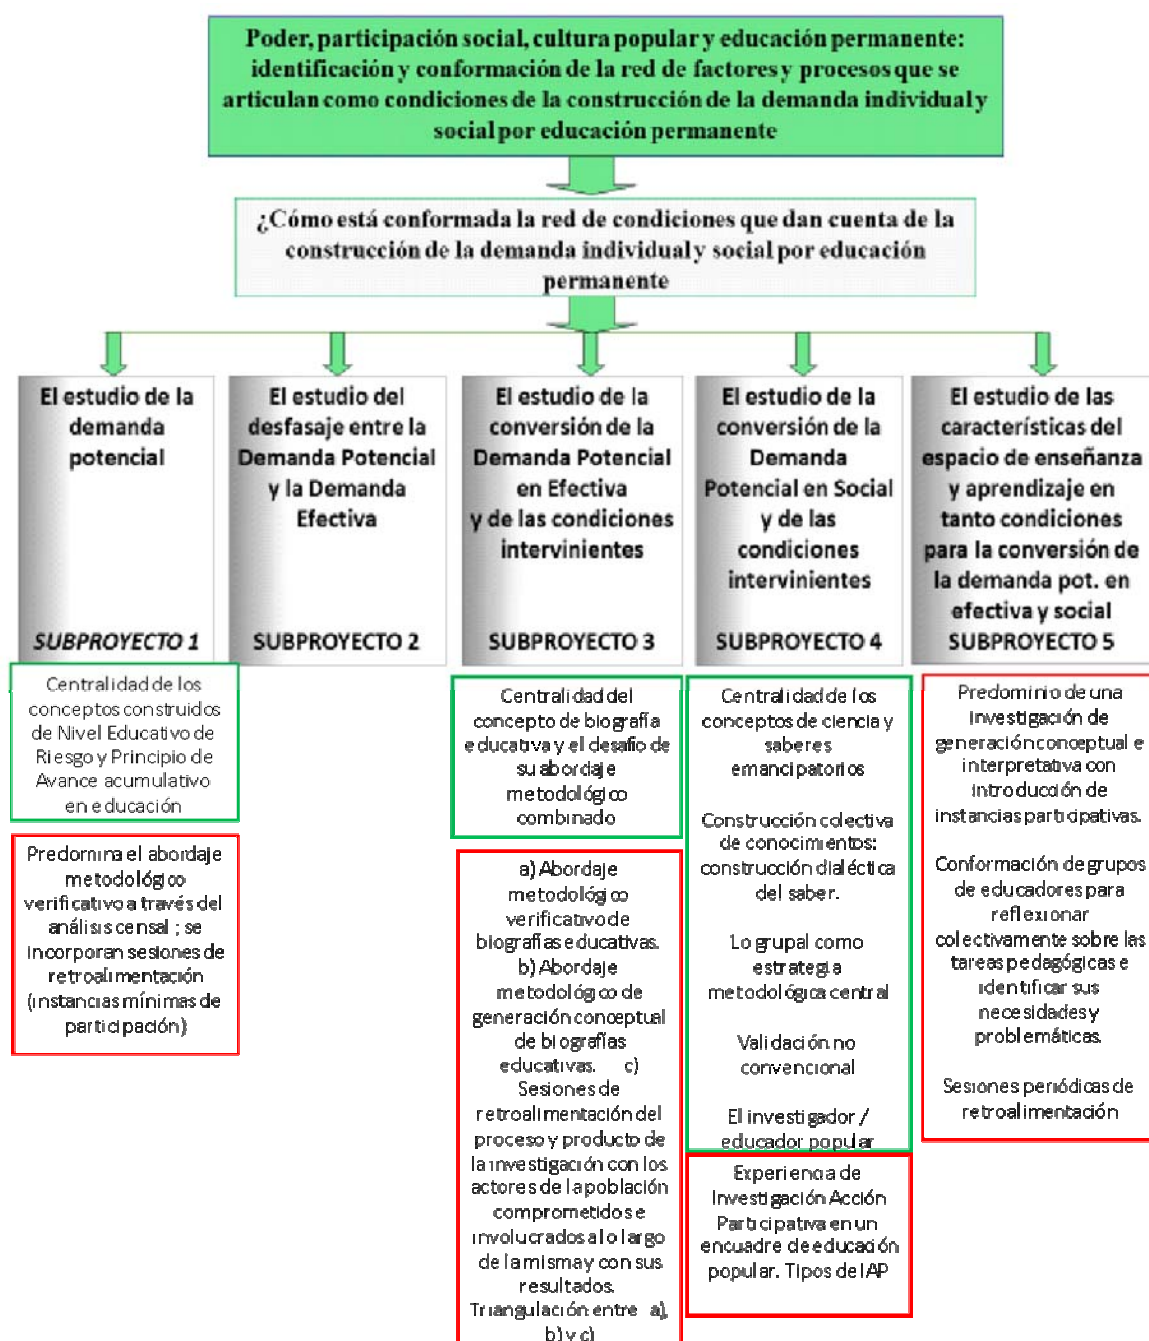 Poder, participación social, cultura popular y educación permanente:
identificación y conformación de la red de factores y procesos que se
articulan como condiciones de la construcción de la demanda individual y
social por educación permanente
¿Cómo está conformada la red de condiciones que dan cuenta de la
construcción de la demanda individual y social por educación
permanente
El estudio de la
demanda
potencial
SUBPROYECTO 1
El estudio del
desfasaje entre la
Demanda Potencial
y la Demanda
Efectiva
SUBPROYECTO 2
El estudio de la
conversión de la
Demanda Potencial
en Efectiva
y de las condiciones
intervinientes
SUBPROYECTO 3
El estudio de la
conversión de la
Demanda
Potencial en Social
y de las
condiciones
intervinientes
SUBPROYECTO 4
El estudio de las
características del
espacio de enseñanza
y aprendizaje en
tanto condiciones
para la conversión de
la demanda pot. en
efectiva y social
SUBPROYECTO 5
Centralidad de los
conceptos construidos
de Nivel Educativo de
Riesgo y Principio de
Avance acumulativo
en educación
Predomina el abordaje
metodológico
verificativo a través del
análisis censal ; se
incorporan sesiones de
retroalimentación
(instancias mínimas de
participación)
Centralidad del
concepto de biografía
educativa y el desafío de
su abordaje
metodológico
combinado
a) Abordaje
metodológico
verificativo de
biografías educativas.
b) Abordaje
metodológico de
generación conceptual
de biografías
educativas. c)
Sesiones de
retroalimentación del
proceso y producto de
la investigación con los
actores de la población
comprometidos e
involucrados a lo largo
de la misma y con sus
resultados.
Triangulación entre a),
b) y c)
Centralidad de los
conceptos de ciencia y
saberes
emancipatorios
Construcción colectiva
de conocimientos:
construcción dialéctica
del saber.
Lo grupal como
estrategia
metodológica central
Validación no
convencional
El investigador /
educador popular
Experiencia de
Investigación Acción
Participativa en un
encuadre de educación
popular. Tipos de IAP
Predominio de una
investigación de
generación conceptual e
interpretativa con
introducción de
instancias participativas.
Conformación de grupos
de educadores para
reflexionar
colectivamente sobre las
tareas pedagógicas e
identificar sus
necesidades y
problemáticas.
Sesiones periódicas de
retroalimentación